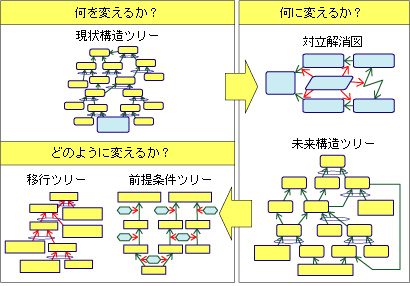 何を変えるか？
現状構造ツリー
何に変えるか？
対立解消図
未来構造ツリー
どのように変えるか？
移行ツリー
前提条件ツリー